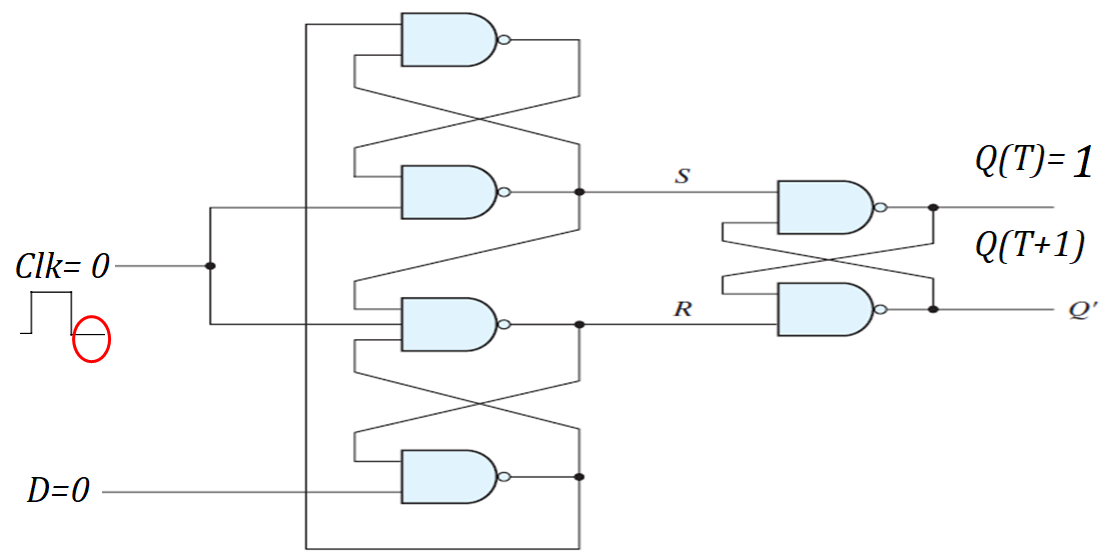 Q(T)= 1
S
Q(T+1)
Clk= 0
R
Q'
D=0